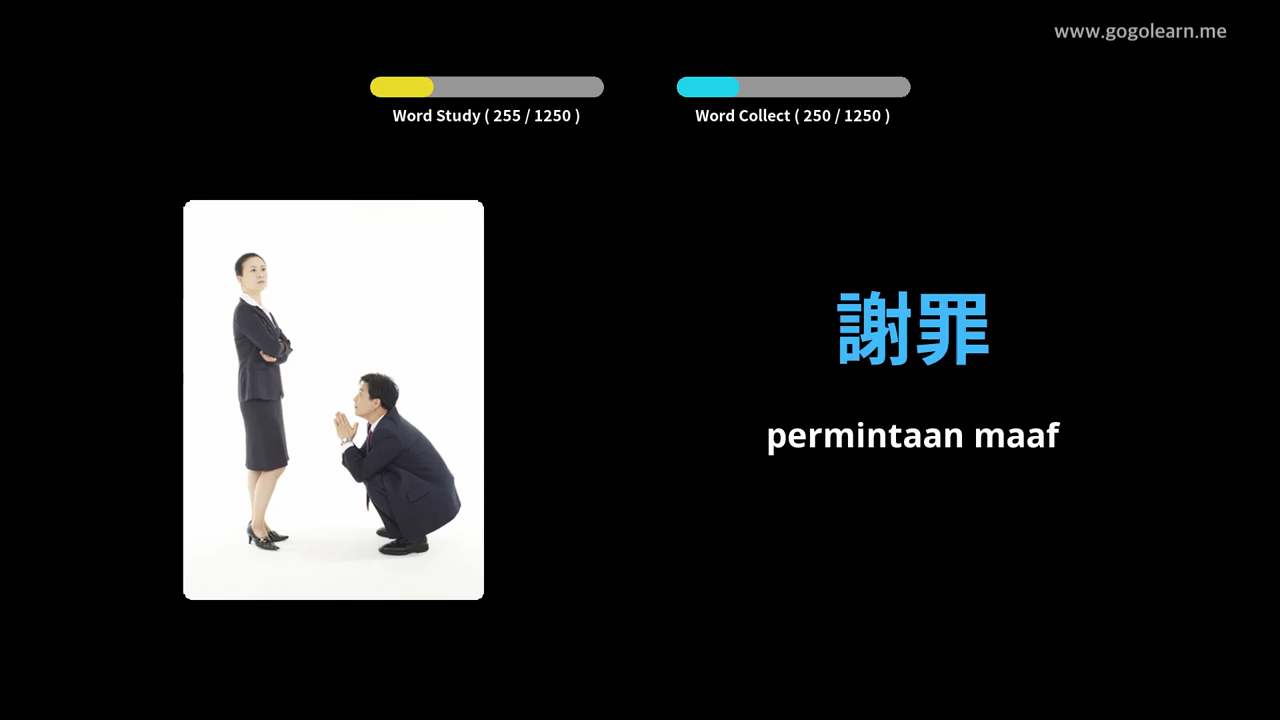 www.gogolearn.me
Word Study ( 255 / 1250 )
Word Collect ( 250 / 1250 )
謝罪
permintaan maaf